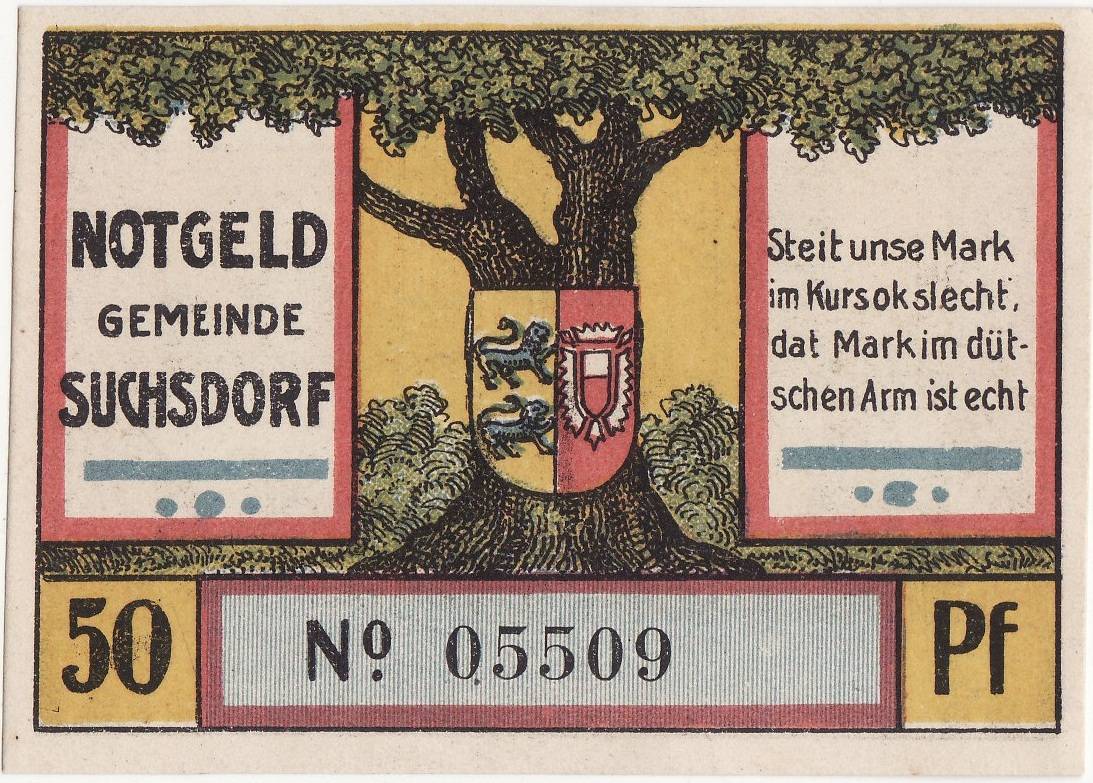 NOTGELD
GEMEINDE
SUCHSDORF
Steit unse Mark
im Kurs ok slecht,
dat Mark im düt-
schen Arm ist echt
50
Nº 05509
Pf